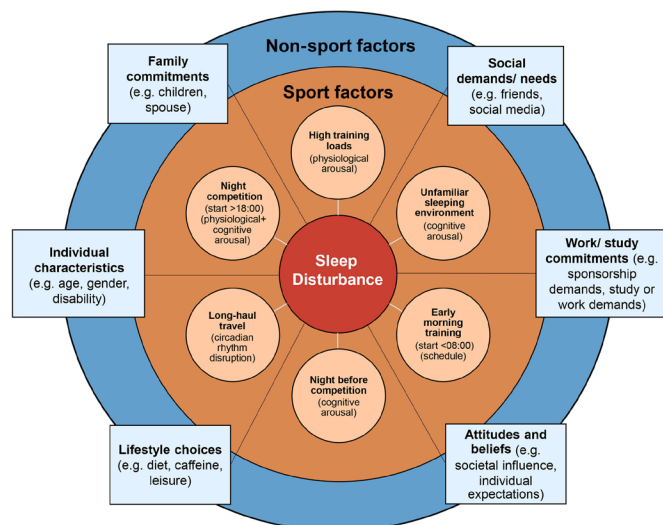 Non-sport factors
Family
commitments
(e.g. children,
spouse)
Social
demands/ needs
(e.g. friends,
social media)
Sport factors
High training
loads
(physiological
arousal)
Night
competition
(start >18:00)
(physiological+
cognitive
arousal)
Unfamiliar
sleeping
environment
(cognitive
arousal)
Sleep
Disturbance
Individual
characteristics
(e.g. age, gender,
disability)
Work/ study
commitments (e.g.
sponsorship
demands, study or
work demands)
Long-haul
travel
(circadian
rhythm
disruption)
Early
morning
training
(start <08:00)
(schedule)
Night before
competition
(cognitive
arousal)
Lifestyle choices
(e.g. diet, caffeine,
leisure)
Attitudes and
beliefs (e.g.
societal influence,
individual
expectations)